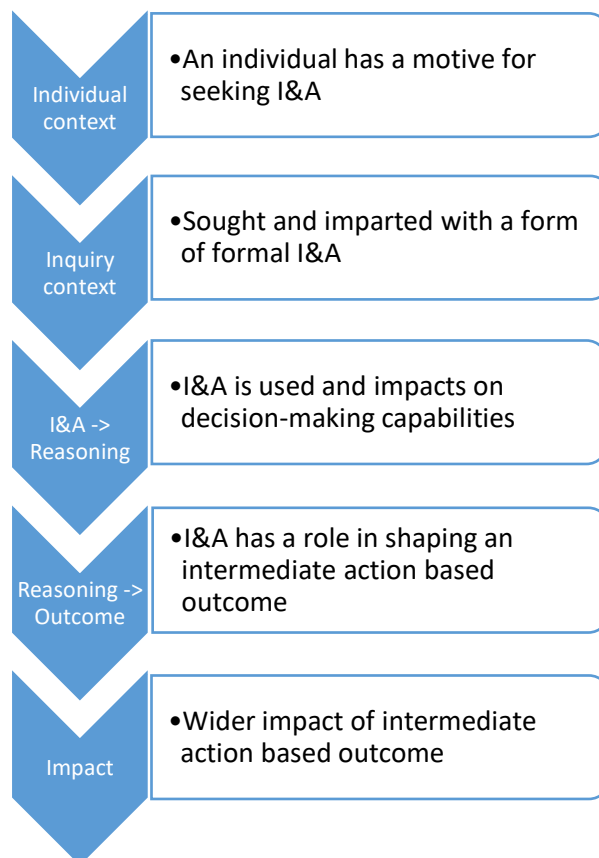 Individual
context
•An individual has a motive for
seeking I&A
Inquiry
context
•Sought and imparted with a form
of formal I&A
I&A ->
Reasoning
•I&A is used and impacts on
decision-making capabilities
Reasoning ->
Outcome
•I&A has a role in shaping an
intermediate action based
outcome
Impact
•Wider impact of intermediate
action based outcome